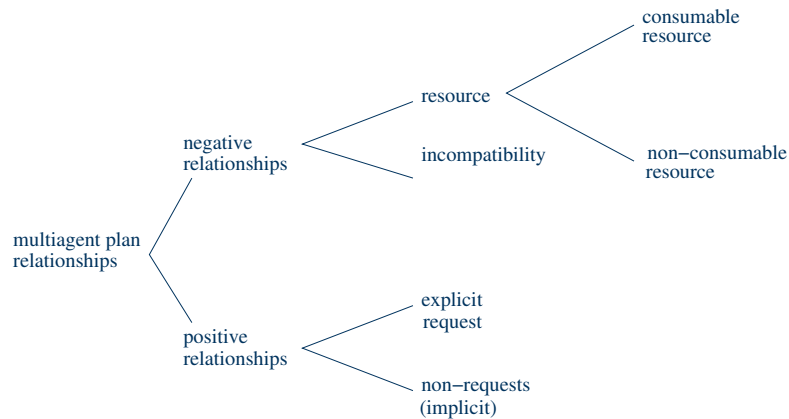 consumable
resource
resource
negative
relationships
incompatibility
non−consumable
resource
multiagent plan
relationships
explicit
request
positive
relationships
non−requests
(implicit)